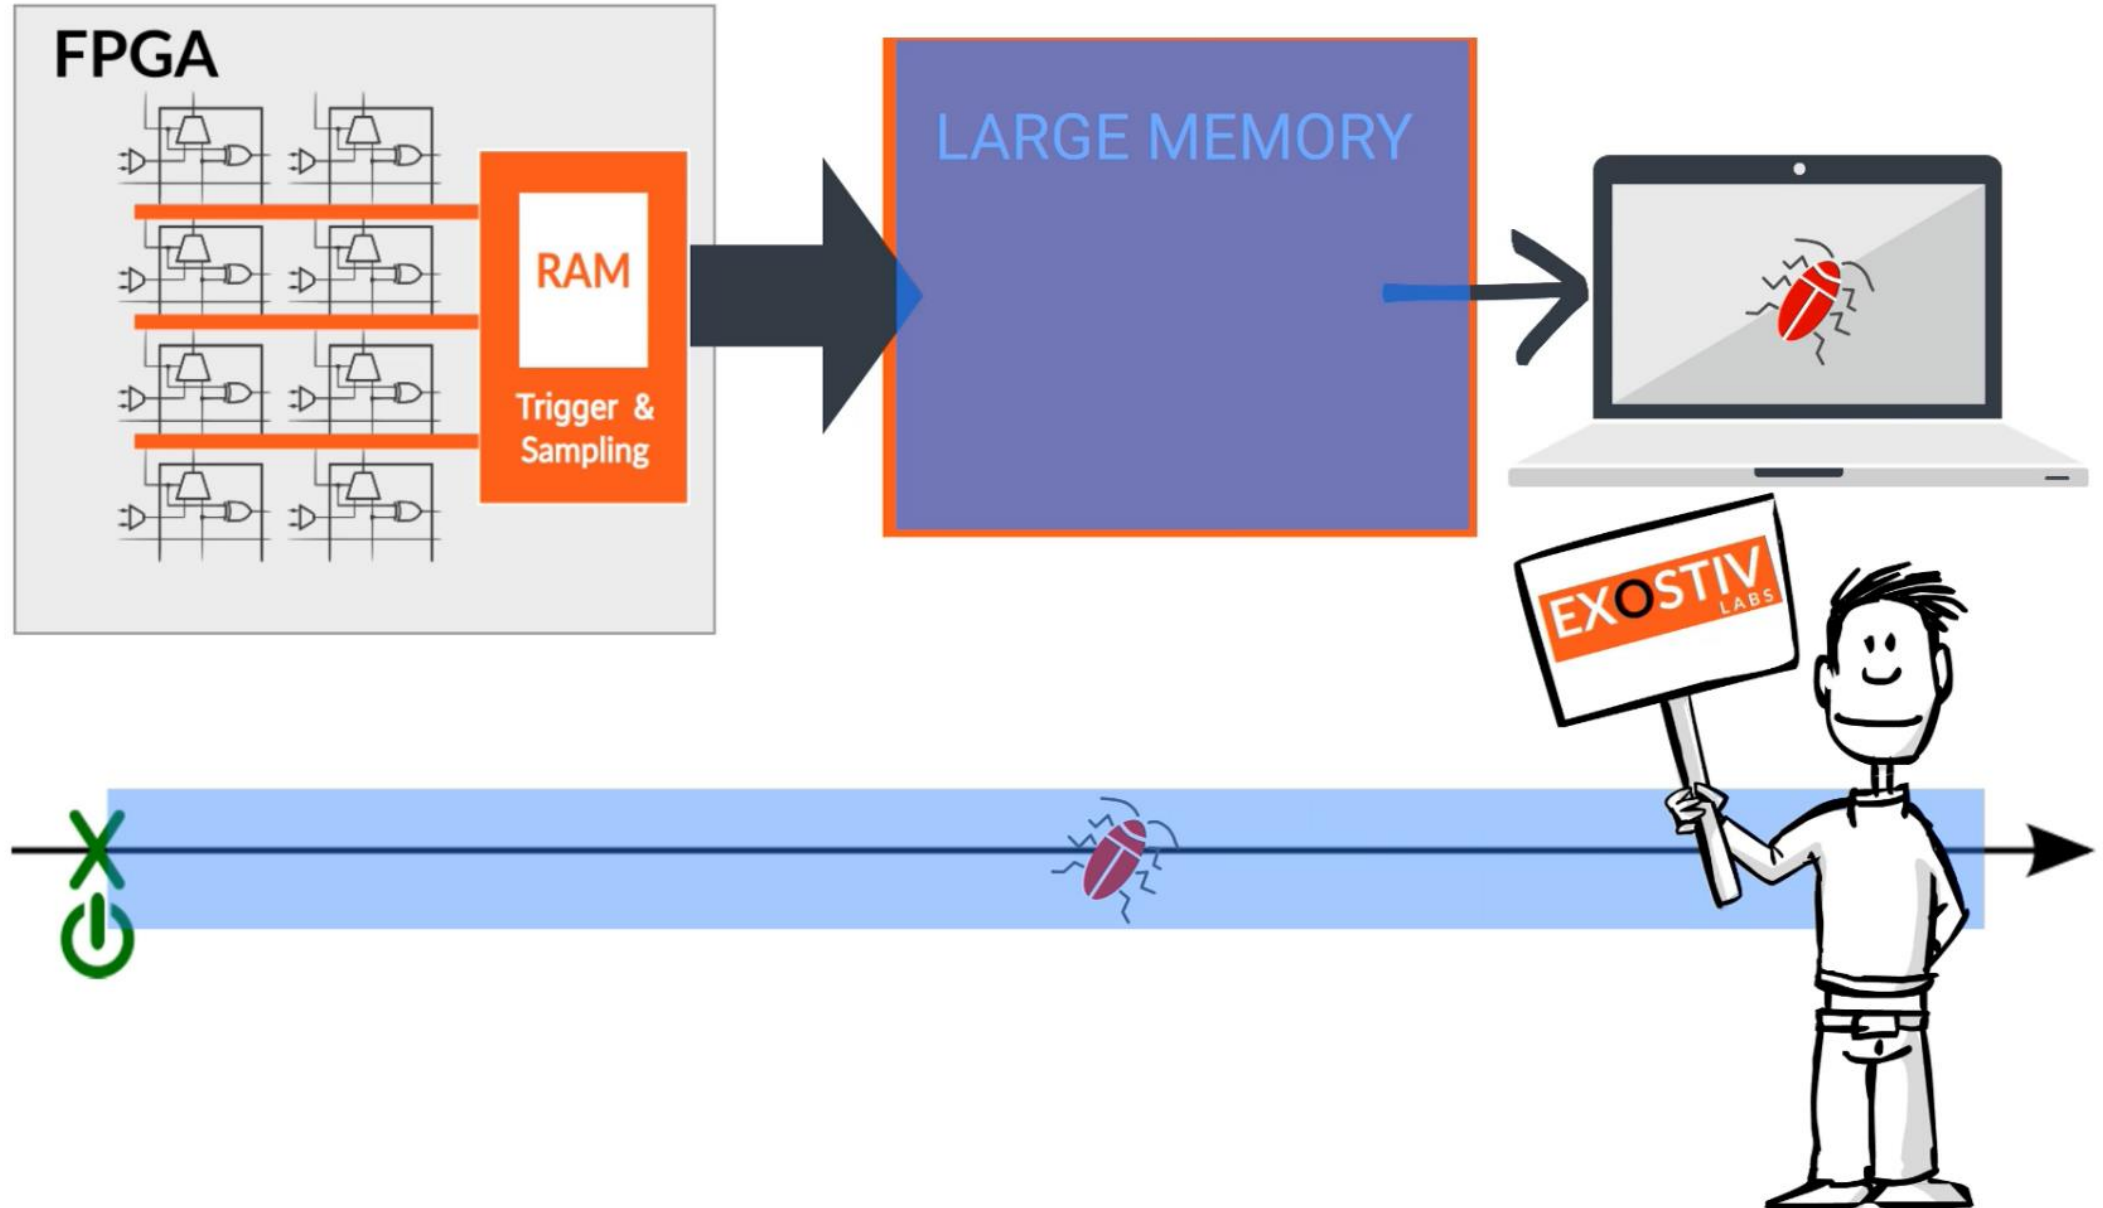 FPGA
RAM
Trigger &
Sampling
LARGE MEMORY
EXOSTIV
LABS